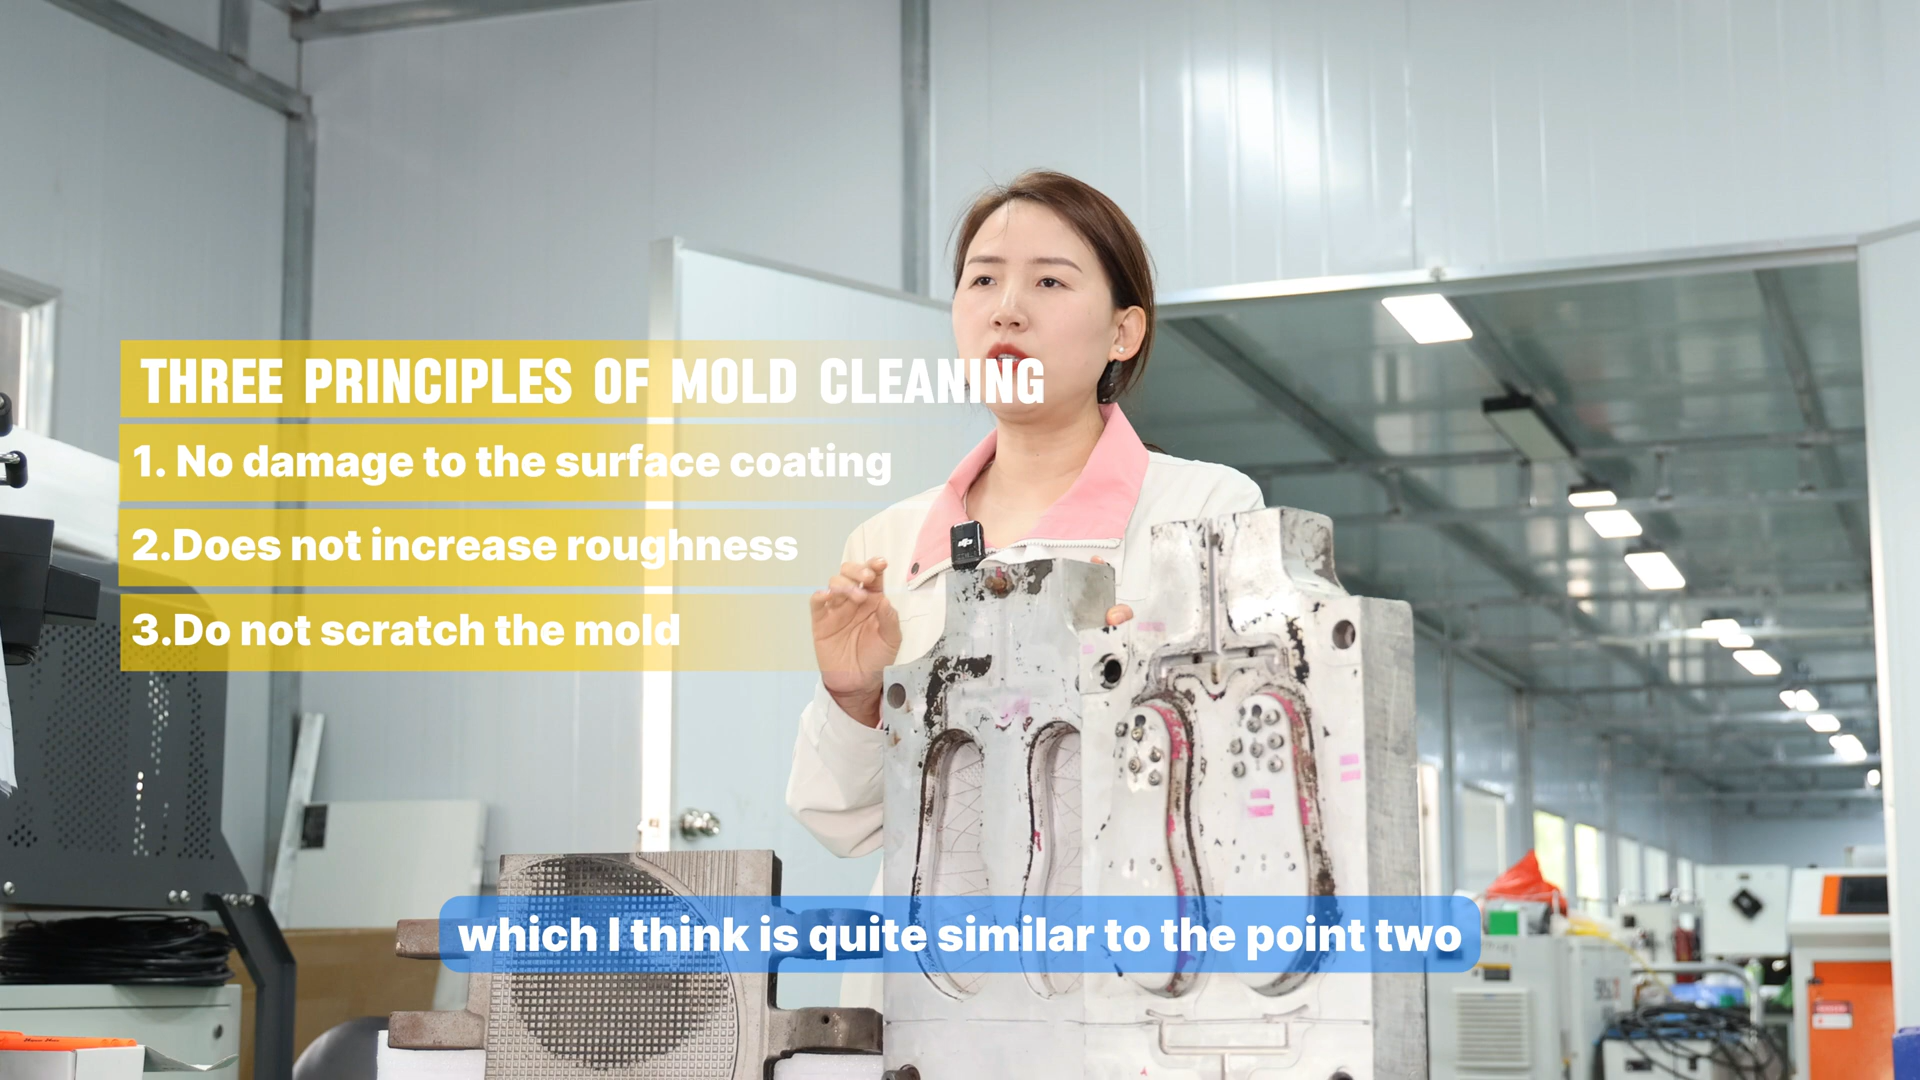 THREE PRINCIPLES OF MOLD CLEANING
1. No damage to the surface coating
2.Does not increase roughness
3.Do not scratch the mold
which I think is quite similar to the point two